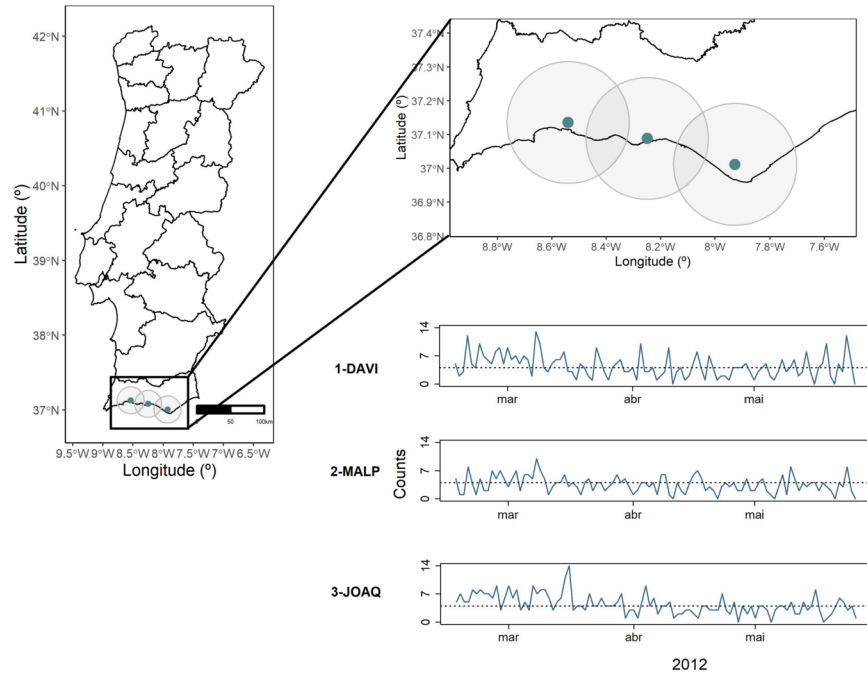 42°N
41°N
40°N
39°N
38°N
37°N
Latitude (º)
9.5°W 9°W 8.5°W 8°W 7.5°W 7°W 6.5°W
Longitude (º)
50 100km
37.4°N
37.3°N
37.2°N
37.1°N
37°N
36.9°N
36.8°N
Latitude (º)
8.8°W 8.6°W 8.4°W 8.2°W 8°W 7.8°W 7.6°W
Longitude (º)
1-DAVI
14
7
0
mar abr mai
2-MALP
Counts
14
7
0
mar abr mai
3-JOAQ
14
7
0
mar abr mai
2012